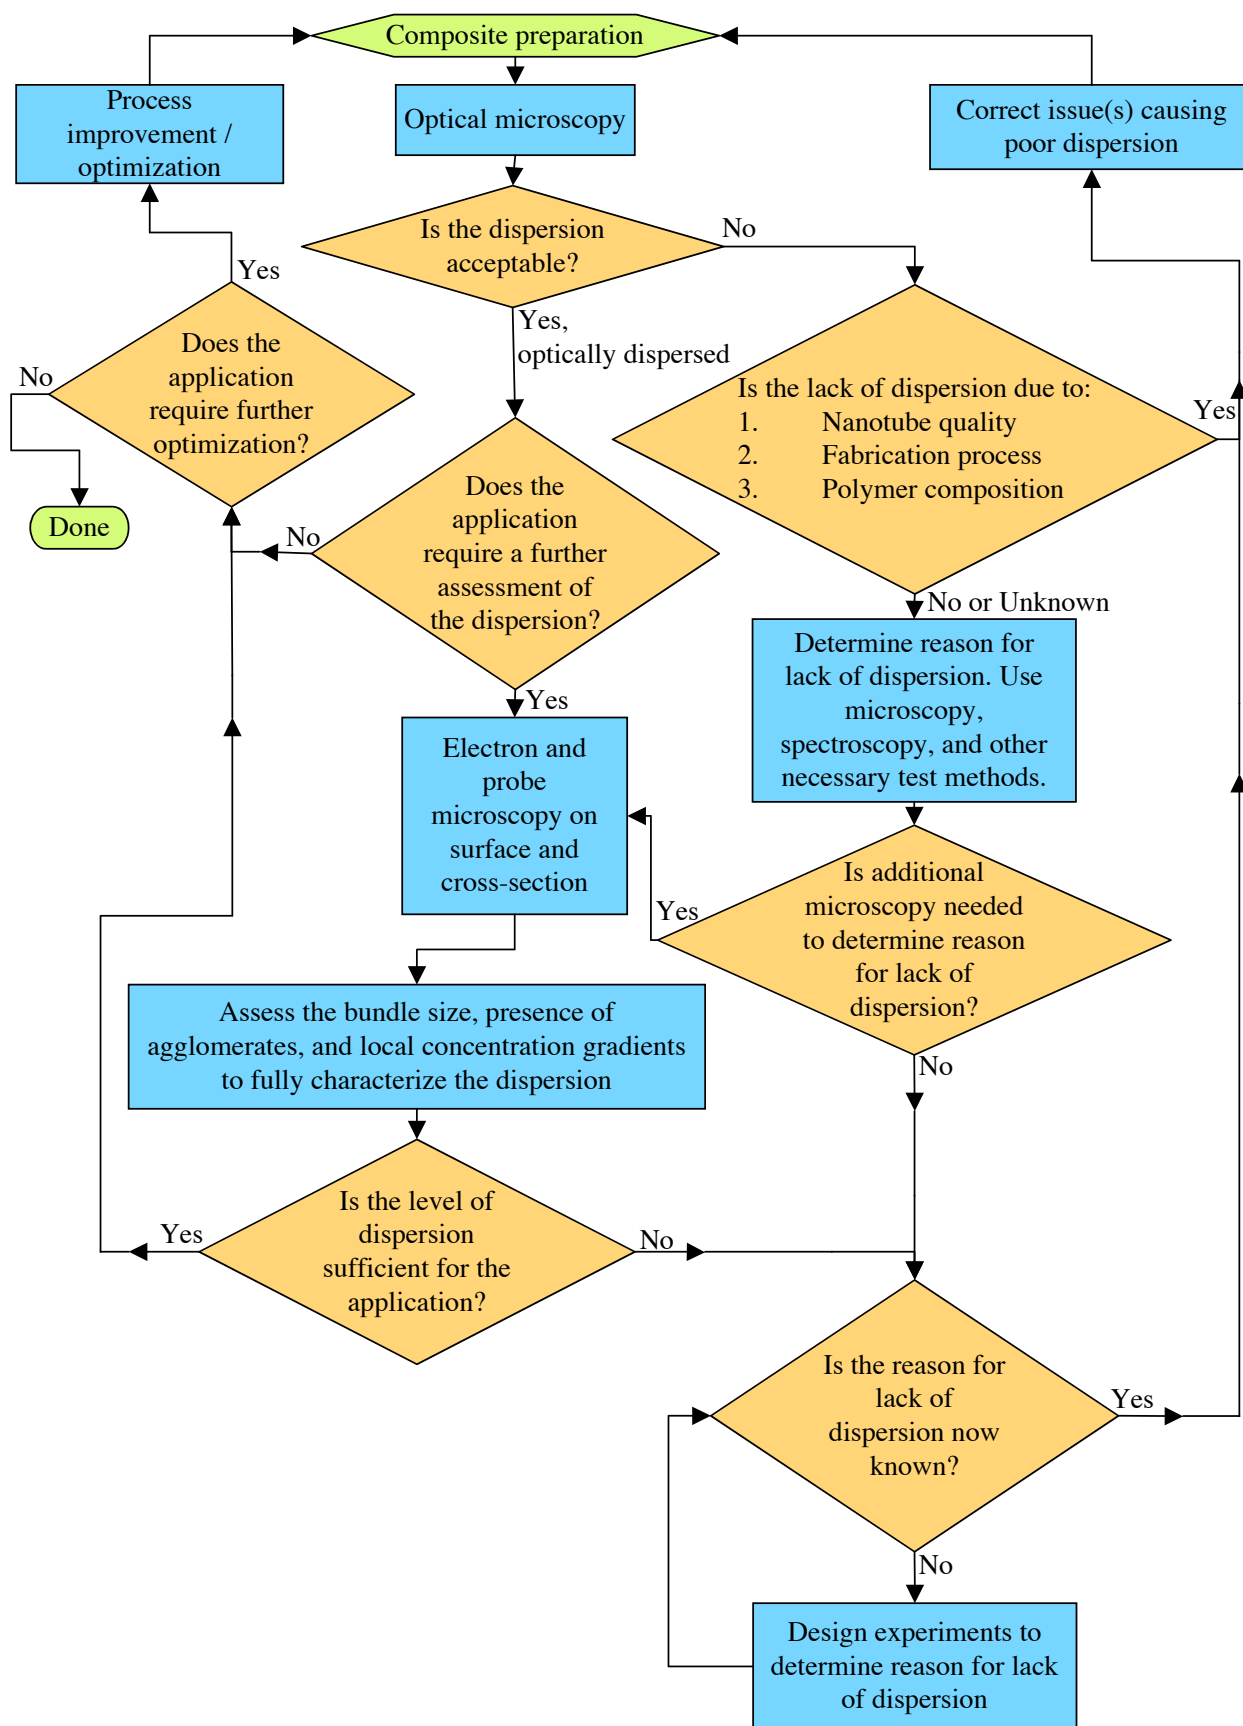 Composite preparation
Process
improvement /
optimization
Optical microscopy
Correct issue(s) causing
poor dispersion
Is the dispersion
acceptable?
No
Yes
Yes,
optically dispersed
Does the
application
require further
optimization?
No
Done
Is the lack of dispersion due to:
1. Nanotube quality
2. Fabrication process
3. Polymer composition
Yes
Does the
application
require a further
assessment of
the dispersion?
No
No or Unknown
Determine reason for
lack of dispersion. Use
microscopy,
spectroscopy, and other
necessary test methods.
Yes
Electron and
probe
microscopy on
surface and
cross-section
Is additional
microscopy needed
to determine reason
for lack of
dispersion?
Yes
No
Assess the bundle size, presence of
agglomerates, and local concentration gradients
to fully characterize the dispersion
Is the level of
dispersion
sufficient for the
application?
Yes
No
Is the reason for
lack of
dispersion now
known?
Yes
No
Design experiments to
determine reason for lack
of dispersion